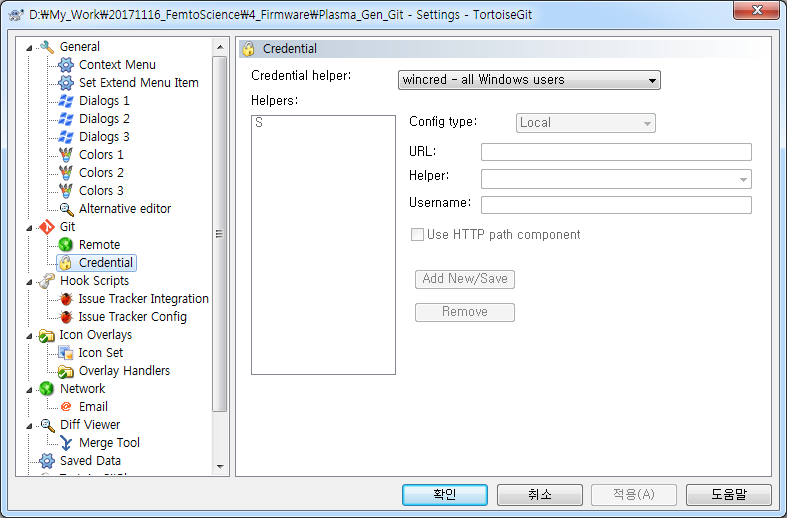 D:₩My_Work₩20171116_FemtoScience₩4_Firmware₩Plasma_Gen_Git - Settings - TortoiseGit
General
Context Menu
Set Extend Menu Item
Dialogs 1
Dialogs 2
Dialogs 3
Colors 1
Colors 2
Colors 3
Alternative editor
Git
Remote
Credential
Hook Scripts
Issue Tracker Integration
Issue Tracker Config
Icon Overlays
Icon Set
Overlay Handlers
Network
Email
Diff Viewer
Merge Tool
Saved Data
Credential
Credential helper:
wincred - all Windows users
Helpers:
S
Config type:
Local
URL:
Helper:
Username:
Use HTTP path component
Add New/Save
Remove
확인
취소
적용(A)
도움말